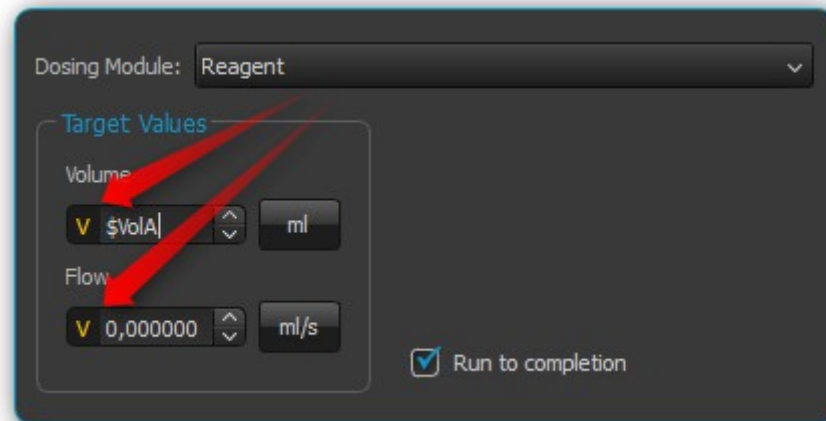 Dosing Module: Reagent
Target Values
Volume
V $VolA ml
Flow
V 0,000000 ml/s
Run to completion